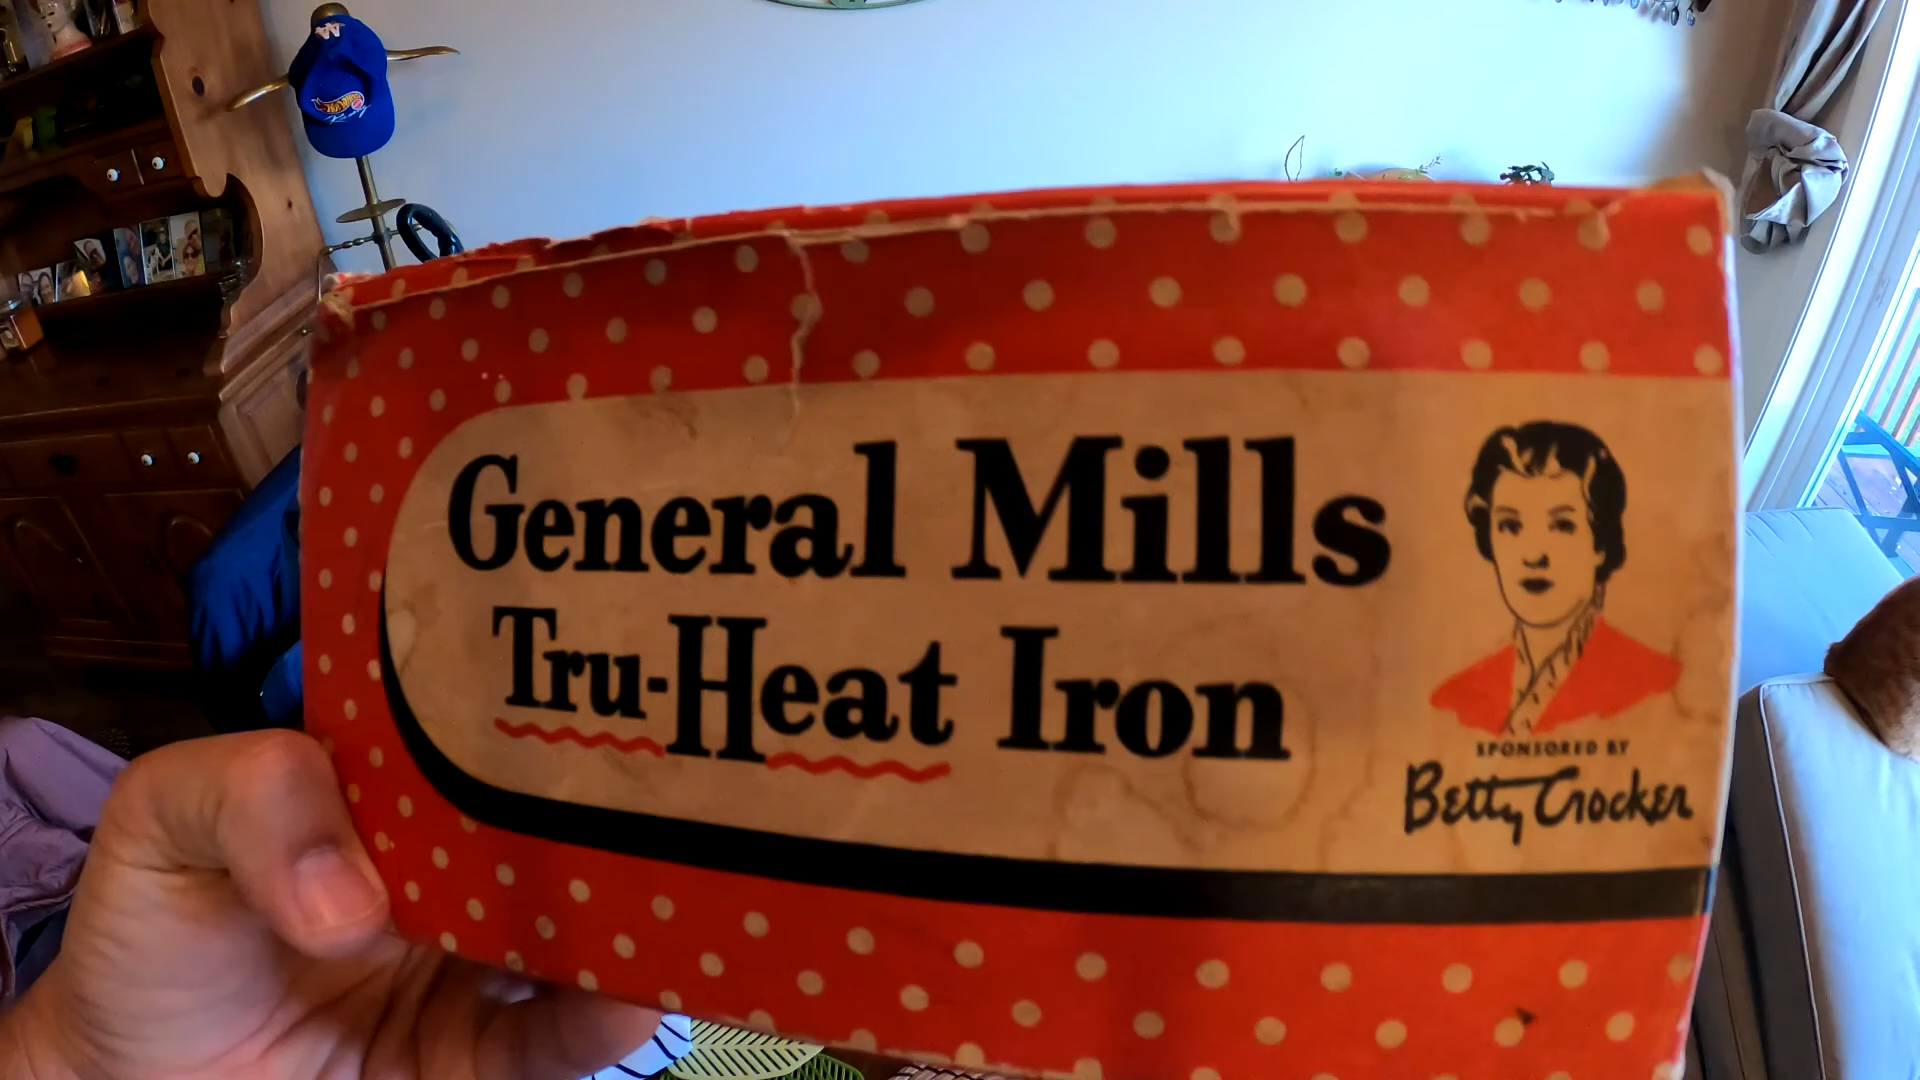 General Mills
Tru-Heat Iron
SPONSORED BY
Betty Crocker